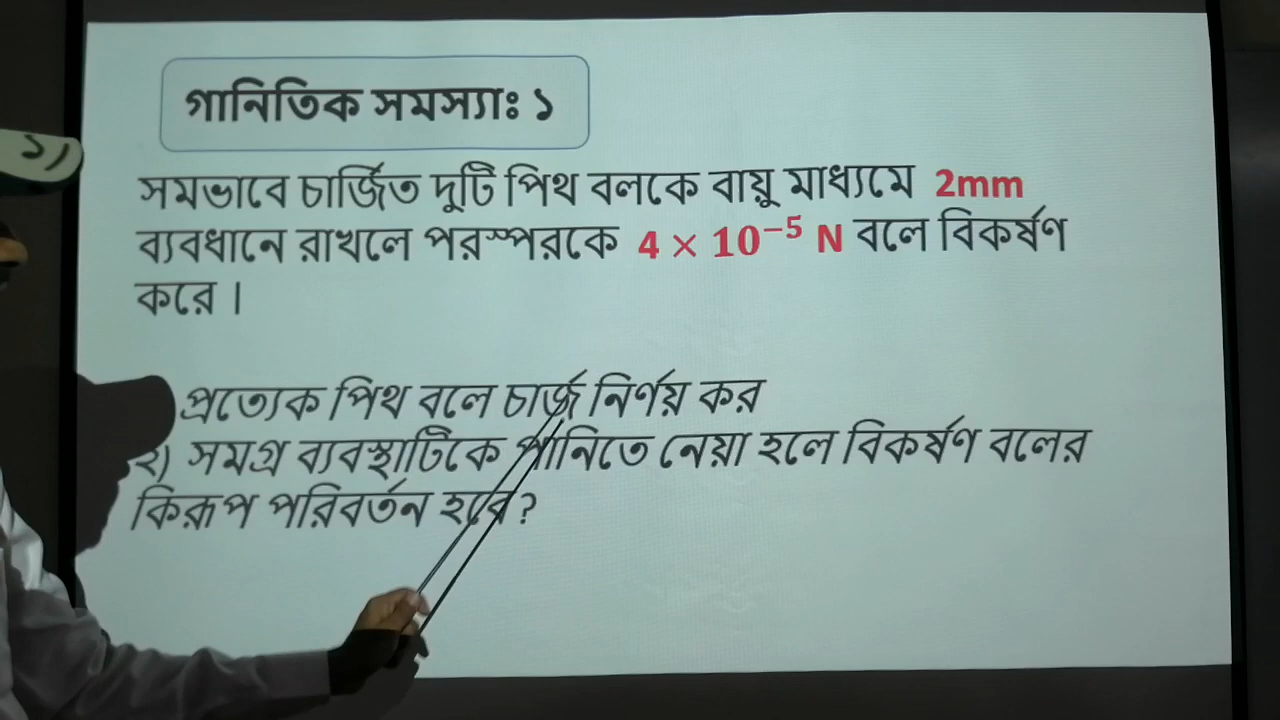 গানিতিক সমস্যাঃ ১
সমভাবে চার্জিত দুটি পিথ বলকে বায়ু মাধ্যমে 2mm
ব্যবধানে রাখলে পরস্পরকে 4 × 10⁻⁵ N বলে বিকর্ষণ
করে ।
১)
প্রত্যেক পিথ বলে চার্জ নির্ণয় কর
২) সমগ্র ব্যবস্থাটিকে পানিতে নেয়া হলে বিকর্ষণ বলের
কিরূপ পরিবর্তন হবে?